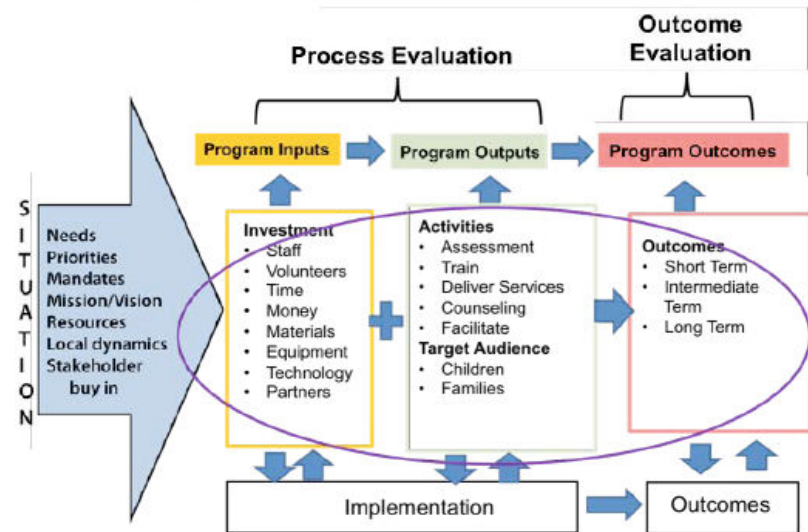 Process Evaluation
Outcome
Evaluation
Program Inputs
Program Outputs
Program Outcomes
SITUATION
Needs
Priorities
Mandates
Mission/Vision
Resources
Local dynamics
Stakeholder
buy in
Investment
• Staff
• Volunteers
• Time
• Money
• Materials
• Equipment
• Technology
• Partners
Activities
• Assessment
• Train
• Deliver Services
• Counseling
• Facilitate
Target Audience
• Children
• Families
Outcomes
• Short Term
• Intermediate
Term
• Long Term
Implementation
Outcomes